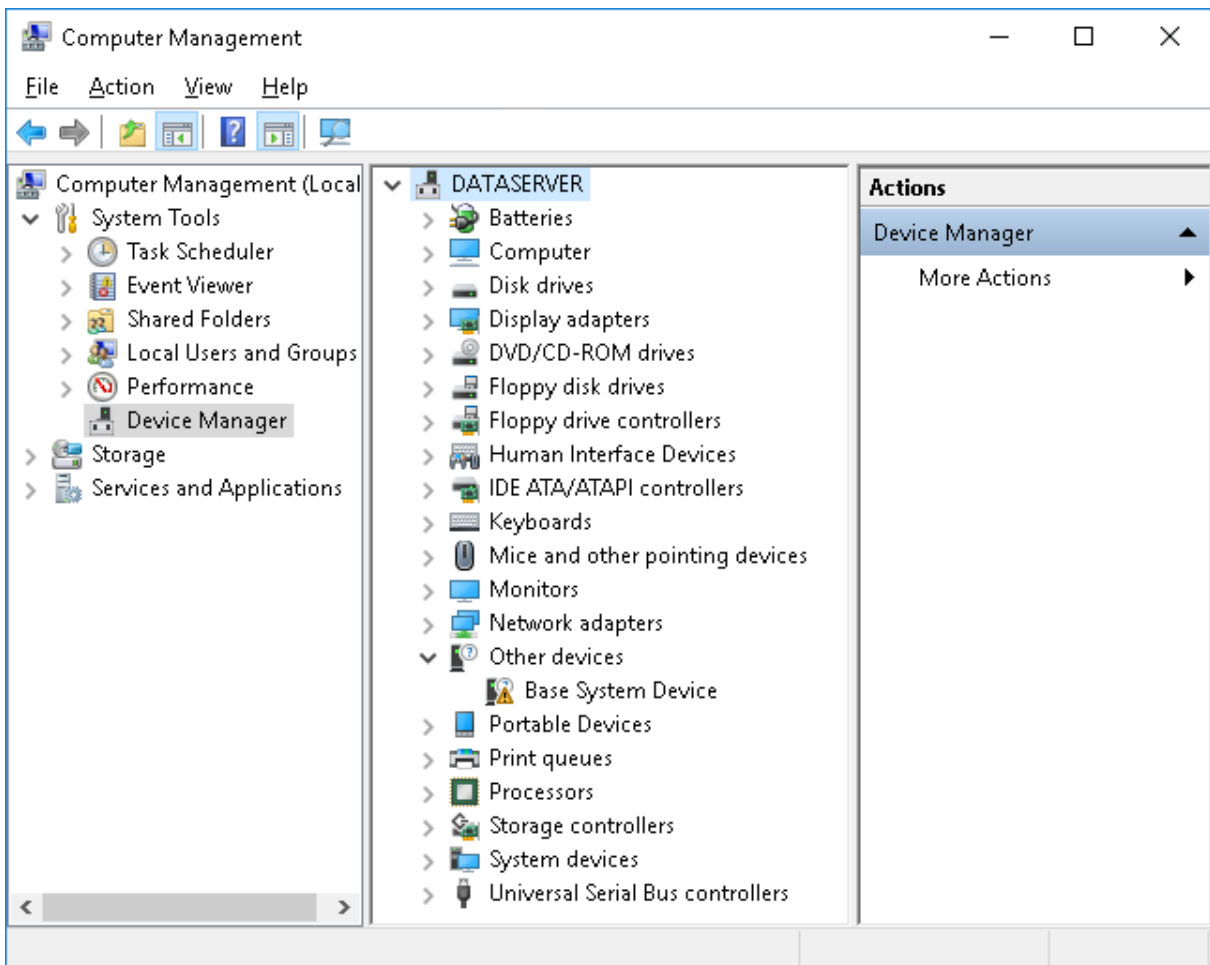 Computer Management
File Action View Help
Computer Management (Local
System Tools
Task Scheduler
Event Viewer
Shared Folders
Local Users and Groups
Performance
Device Manager
Storage
Services and Applications
DATASERVER
Batteries
Computer
Disk drives
Display adapters
DVD/CD-ROM drives
Floppy disk drives
Floppy drive controllers
Human Interface Devices
IDE ATA/ATAPI controllers
Keyboards
Mice and other pointing devices
Monitors
Network adapters
Other devices
Base System Device
Portable Devices
Print queues
Processors
Storage controllers
System devices
Universal Serial Bus controllers
Actions
Device Manager
More Actions